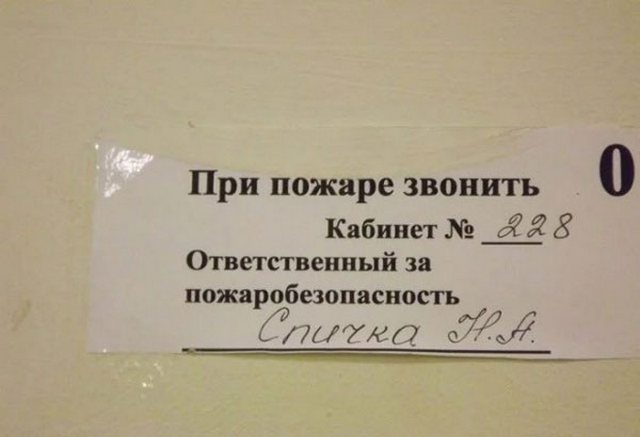 При пожаре звонить 0
Кабинет № 228
Ответственный за
пожаробезопасность
Спичка Н.А.